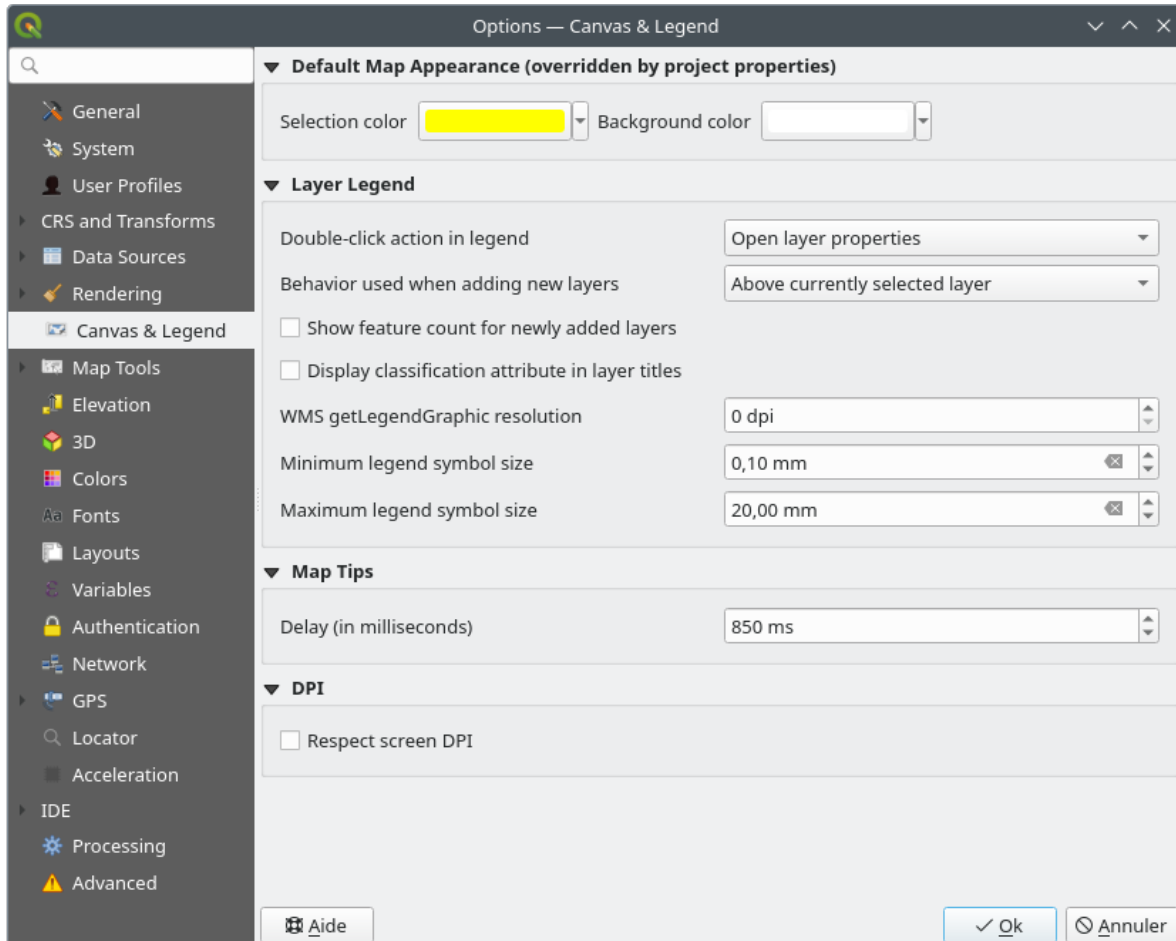 Options — Canvas & Legend
General
System
User Profiles
CRS and Transforms
Data Sources
Rendering
Canvas & Legend
Map Tools
Elevation
3D
Colors
Aa Fonts
Layouts
Variables
Authentication
Network
GPS
Locator
Acceleration
IDE
Processing
Advanced
Default Map Appearance (overridden by project properties)
Selection color Background color
Layer Legend
Double-click action in legend Open layer properties
Behavior used when adding new layers Above currently selected layer
Show feature count for newly added layers
Display classification attribute in layer titles
WMS getLegendGraphic resolution 0 dpi
Minimum legend symbol size 0,10 mm
Maximum legend symbol size 20,00 mm
Map Tips
Delay (in milliseconds) 850 ms
DPI
Respect screen DPI
Aide Ok Annuler